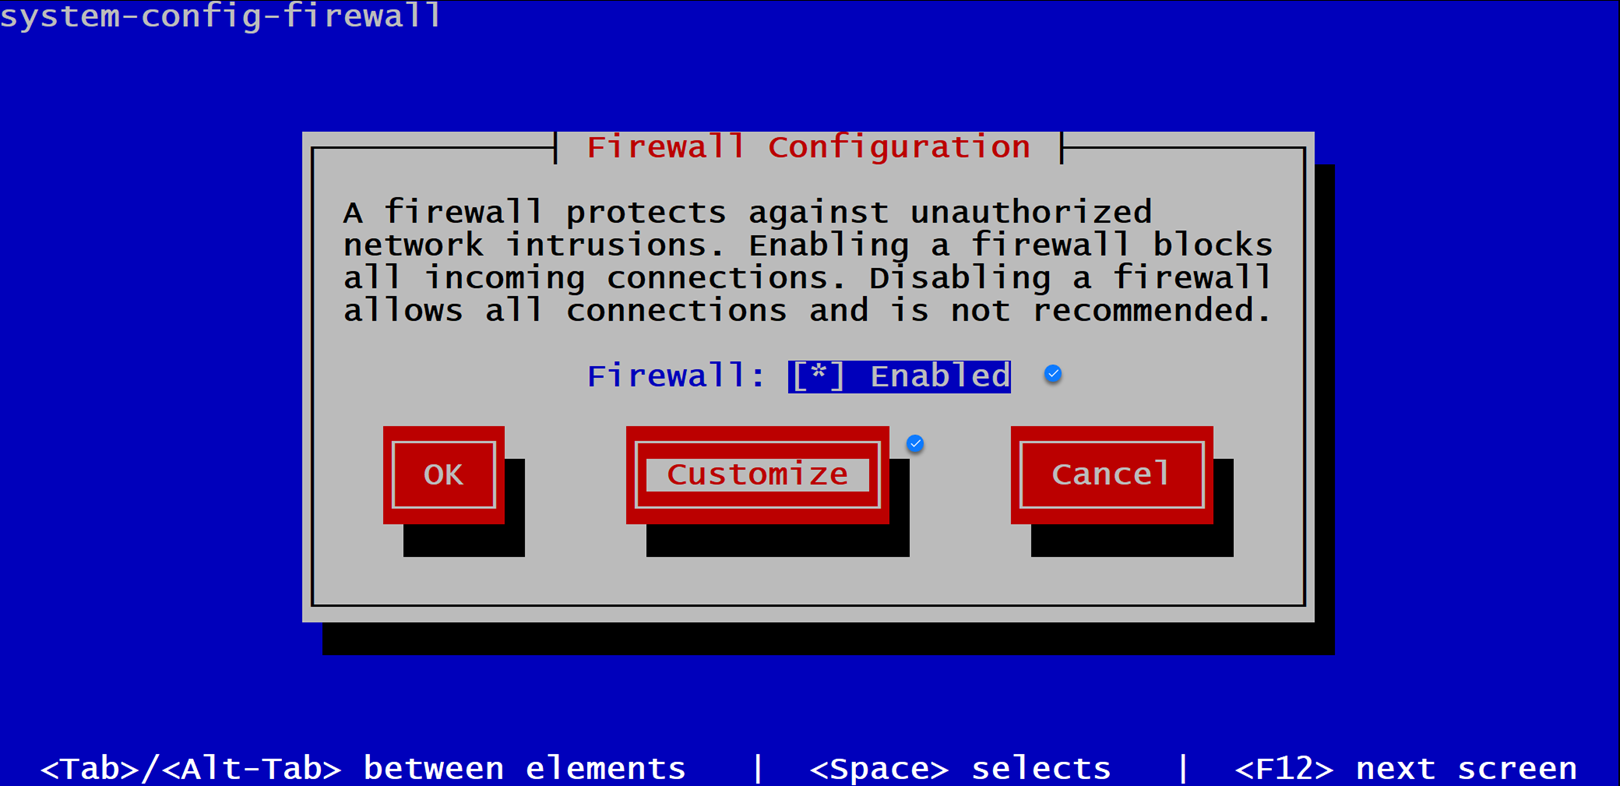 system-config-firewall
Firewall Configuration
A firewall protects against unauthorized
network intrusions. Enabling a firewall blocks
all incoming connections. Disabling a firewall
allows all connections and is not recommended.
Firewall: [*] Enabled
OK Customize Cancel
<Tab>/<Alt-Tab> between elements | <Space> selects | <F12> next screen